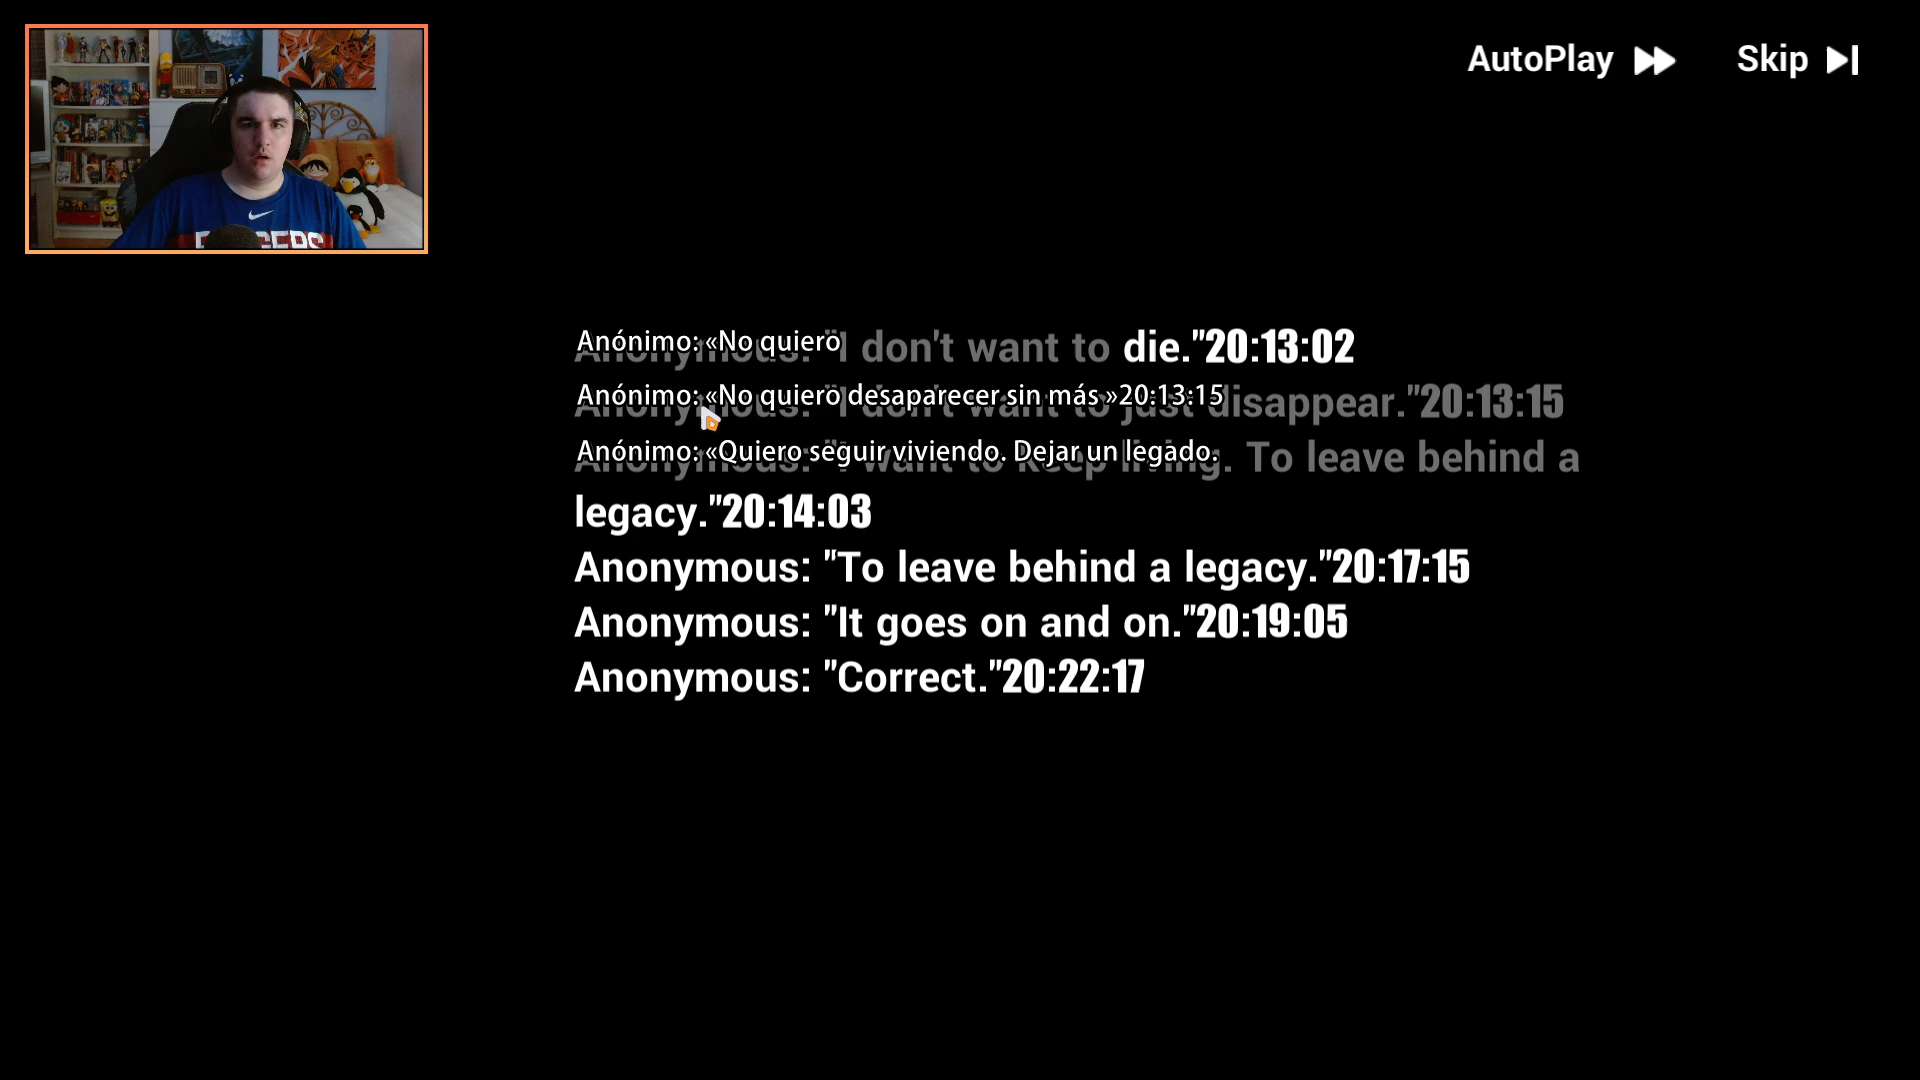 AutoPlay Skip
Anónimo: «No quiero "I don't want to die."20:13:02
Anónimo: «No quiero desaparecer sin más »20:13:15 disappear."20:13:15
Anónimo: «Quiero seguir viviendo. Dejar un legado. To leave behind a
legacy."20:14:03
Anonymous: "To leave behind a legacy."20:17:15
Anonymous: "It goes on and on."20:19:05
Anonymous: "Correct."20:22:17